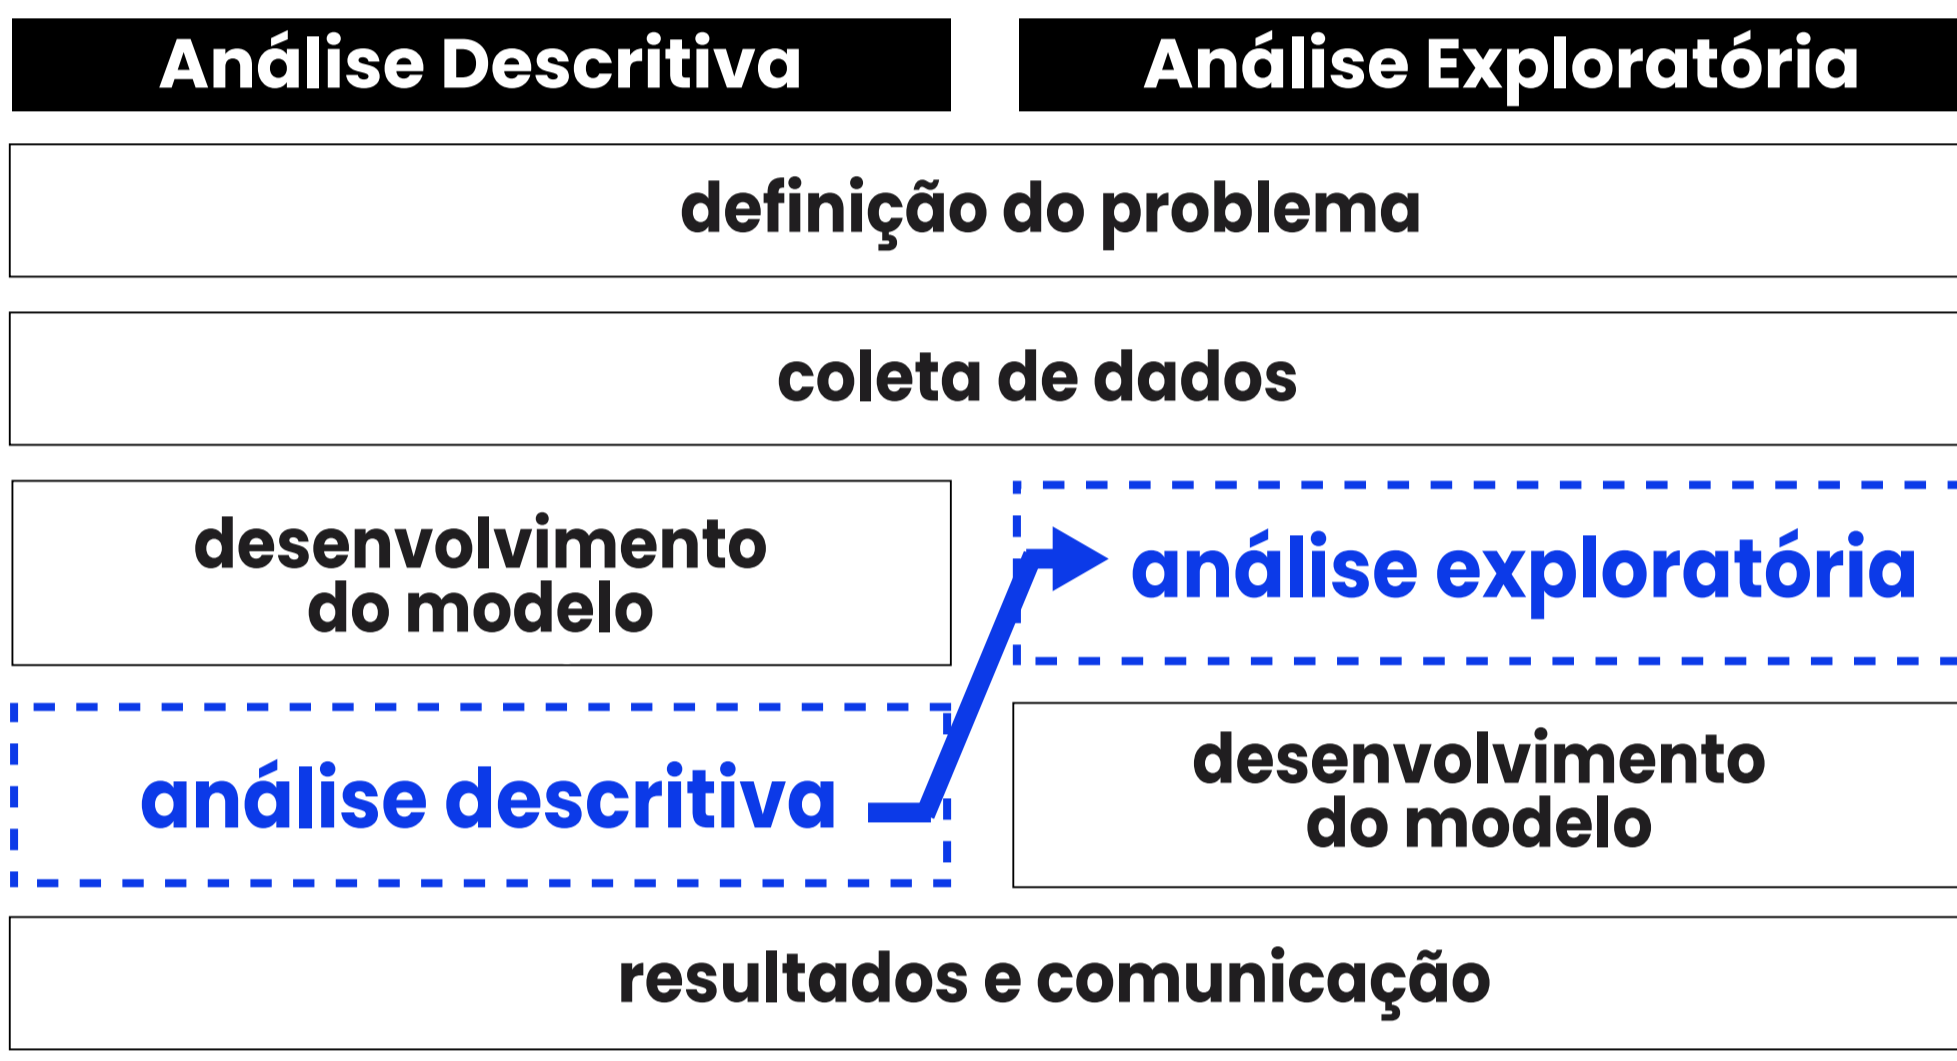 Análise Descritiva
Análise Exploratória
definição do problema
coleta de dados
desenvolvimento
do modelo
análise exploratória
análise descritiva
desenvolvimento
do modelo
resultados e comunicação